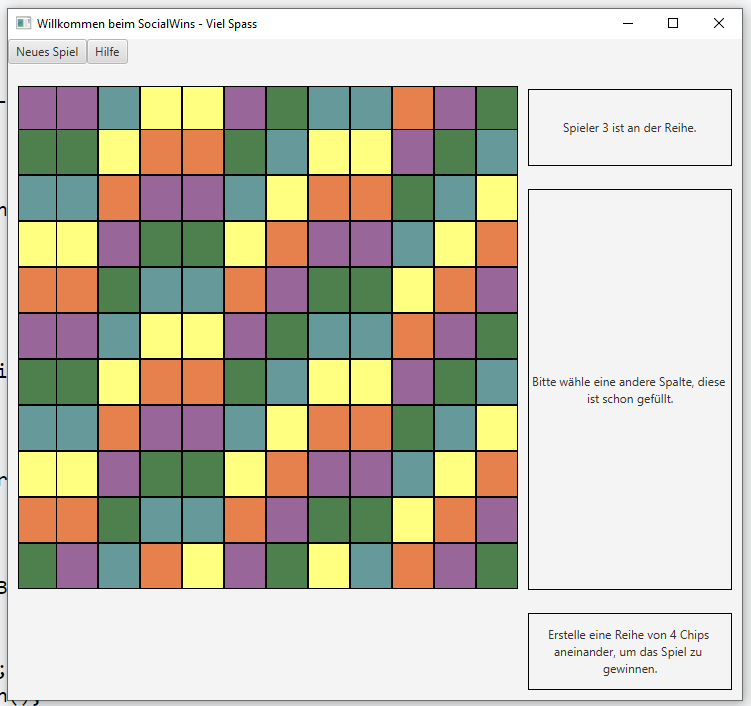 Willkommen beim SocialWins - Viel Spass
Neues Spiel
Hilfe
Spieler 3 ist an der Reihe.
Bitte wähle eine andere Spalte, diese
ist schon gefüllt.
Erstelle eine Reihe von 4 Chips
aneinander, um das Spiel zu
gewinnen.